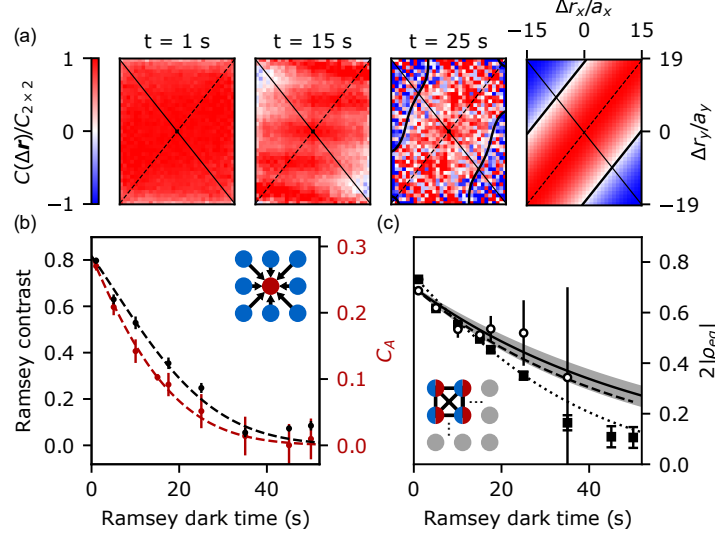 (a)
t = 1 s
t = 15 s
t = 25 s
Δr_x/a_x
−15 0 15
C(Δr)/C_{2×2}
1
0
−1
19
0
−19
Δr_y/a_y
(b)
Ramsey contrast
0.8
0.6
0.4
0.2
0.0
0.3
0.2
0.1
0.0
C_A
0 20 40
Ramsey dark time (s)
(c)
0.8
0.6
0.4
0.2
0
2|ρ_eg|
0 20 40
Ramsey dark time (s)